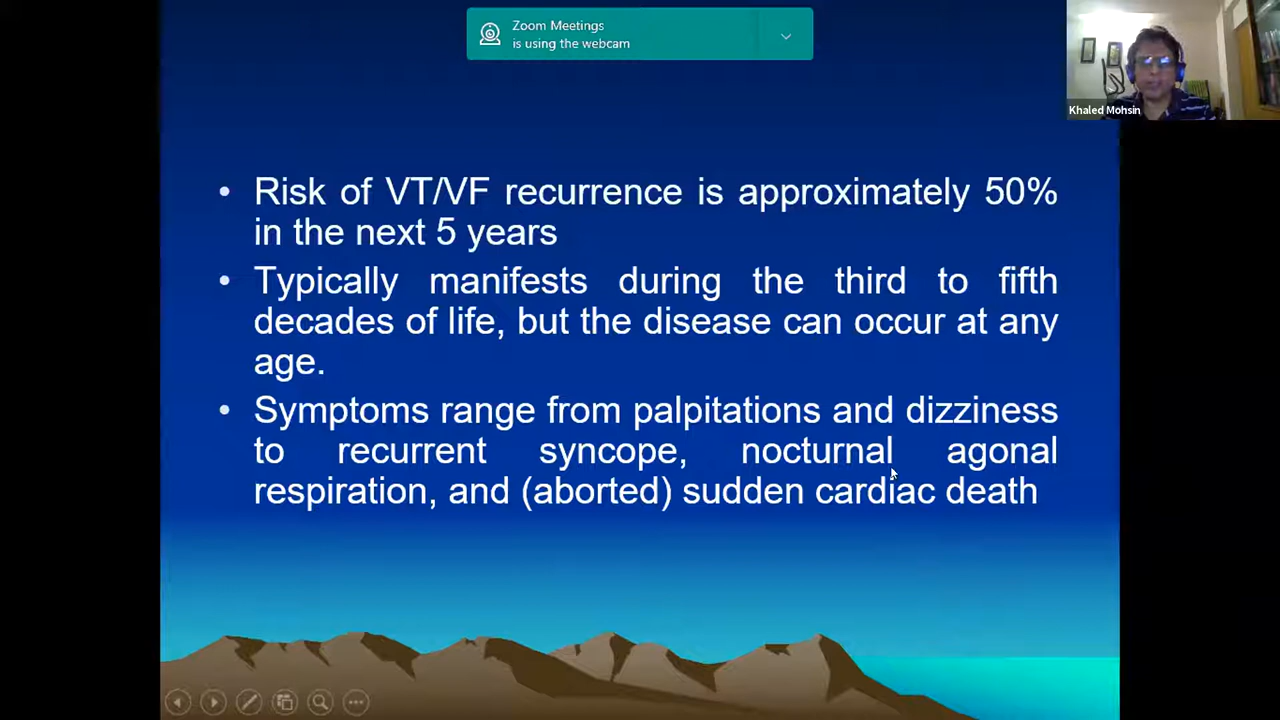 Zoom Meetings
is using the webcam
Khaled Mohsin
• Risk of VT/VF recurrence is approximately 50%
in the next 5 years
• Typically manifests during the third to fifth
decades of life, but the disease can occur at any
age.
• Symptoms range from palpitations and dizziness
to recurrent syncope, nocturnal agonal
respiration, and (aborted) sudden cardiac death